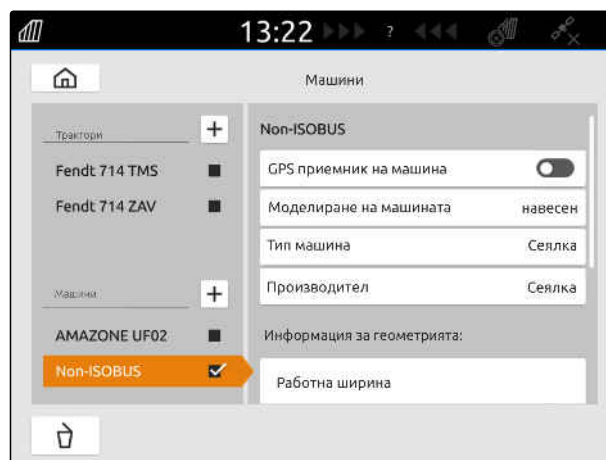 13:22 ?
Машини
Трактори +
Fendt 714 TMS
Fendt 714 ZAV
Машини +
AMAZONE UF02
Non-ISOBUS
Non-ISOBUS
GPS приемник на машина
Моделиране на машината навесен
Тип машина Сеялка
Производител Сеялка
Информация за геометрията:
Работна ширина